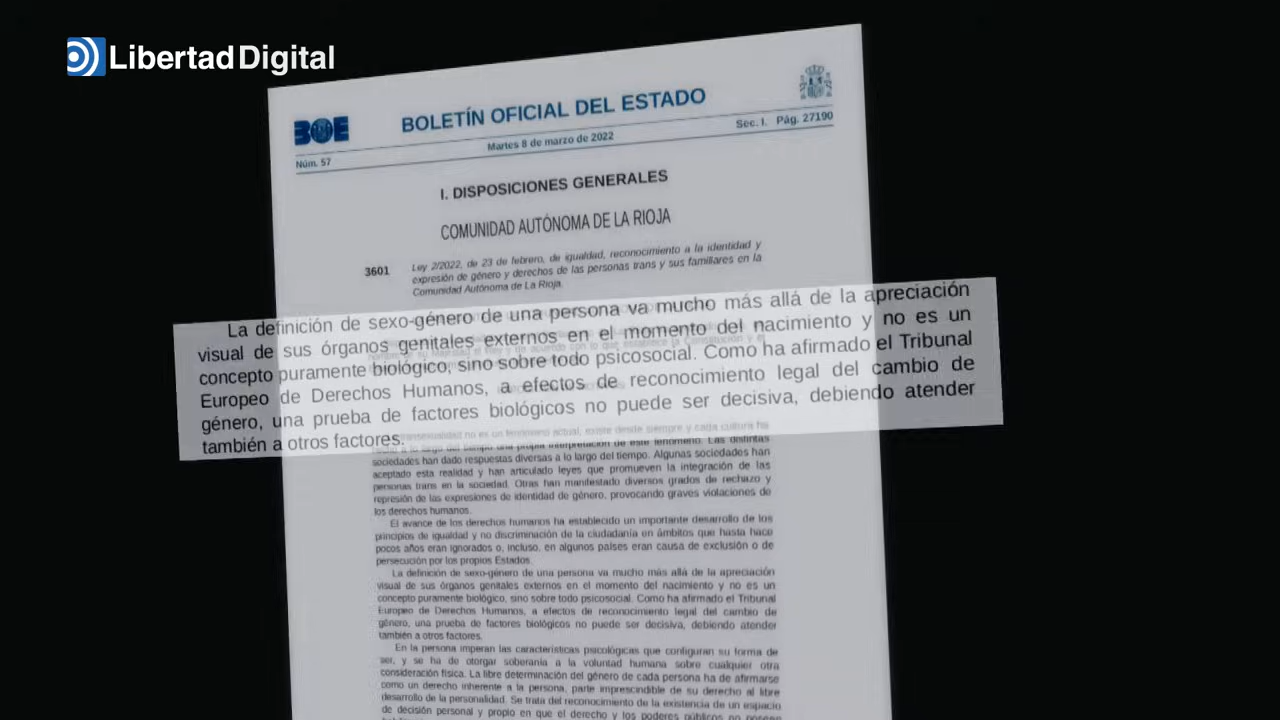 Libertad Digital
BOE
BOLETÍN OFICIAL DEL ESTADO
Núm. 57
Martes 8 de marzo de 2022
Sec. I. Pág. 27190
I. DISPOSICIONES GENERALES
COMUNIDAD AUTÓNOMA DE LA RIOJA
3601
Ley 2/2022, de 23 de febrero, de igualdad, reconocimiento a la identidad y
expresión de género y derechos de las personas trans y sus familiares en la
Comunidad Autónoma de La Rioja.
La definición de sexo-género de una persona va mucho más allá de la apreciación
visual de sus órganos genitales externos en el momento del nacimiento y no es un
concepto puramente biológico, sino sobre todo psicosocial. Como ha afirmado el Tribunal
Europeo de Derechos Humanos, a efectos de reconocimiento legal del cambio de
género, una prueba de factores biológicos no puede ser decisiva, debiendo atender
también a otros factores.
interpretación de este fenómeno. Las distintas
sociedades han dado respuestas diversas a lo largo del tiempo. Algunas sociedades han
aceptado esta realidad y han articulado leyes que promueven la integración de las
personas trans en la sociedad. Otras han manifestado diversos grados de rechazo y
represión de las expresiones de identidad de género, provocando graves violaciones de
los derechos humanos.
El avance de los derechos humanos ha establecido un importante desarrollo de los
principios de igualdad y no discriminación de la ciudadanía en ámbitos que hasta hace
pocos años eran ignorados o, incluso, en algunos países eran causa de exclusión o de
persecución por los propios Estados.
La definición de sexo-género de una persona va mucho más allá de la apreciación
visual de sus órganos genitales externos en el momento del nacimiento y no es un
concepto puramente biológico, sino sobre todo psicosocial. Como ha afirmado el Tribunal
Europeo de Derechos Humanos, a efectos de reconocimiento legal del cambio de
género, una prueba de factores biológicos no puede ser decisiva, debiendo atender
también a otros factores.
En la persona imperan las características psicológicas que configuran su forma de
ser, y se ha de otorgar soberanía a la voluntad humana sobre cualquier otra
consideración física. La libre determinación del género de cada persona ha de afirmarse
como un derecho inherente a la persona, parte imprescindible de su derecho al libre
desarrollo de la personalidad. Se trata del reconocimiento de la existencia de un espacio
de decisión personal y propio en que el derecho y los poderes públicos no posean